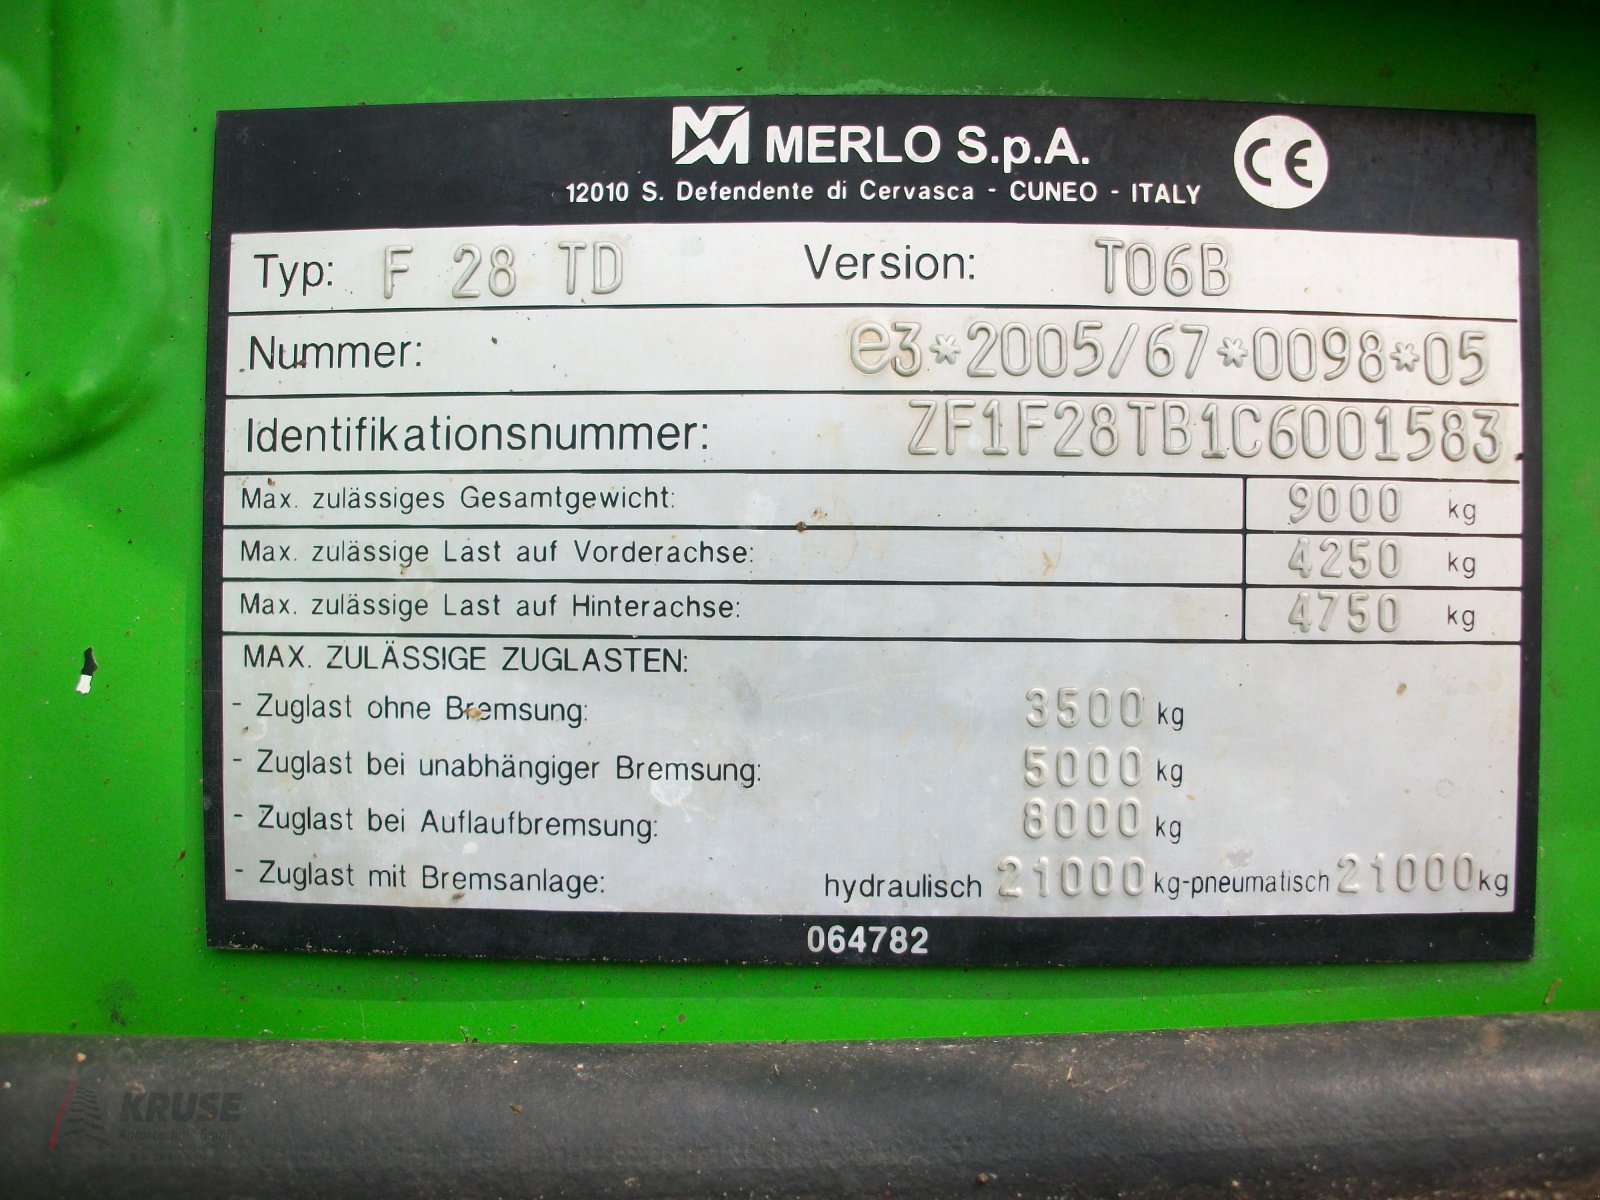 MERLO S.p.A.
CE
12010 S. Defendente di Cervasca - CUNEO - ITALY
Typ: F 28 TD Version: T06B
Nummer: e3*2005/67*0098*05
Identifikationsnummer: ZF1F28TB1C6001583
Max. zulässiges Gesamtgewicht: 9000 kg
Max. zulässige Last auf Vorderachse: 4250 kg
Max. zulässige Last auf Hinterachse: 4750 kg
MAX. ZULÄSSIGE ZUGLASTEN:
- Zuglast ohne Bremsung: 3500 kg
- Zuglast bei unabhängiger Bremsung: 5000 kg
- Zuglast bei Auflaufbremsung: 8000 kg
- Zuglast mit Bremsanlage: hydraulisch 21000 kg-pneumatisch 21000 kg
064782
KRUSE
Agrartechnik GmbH